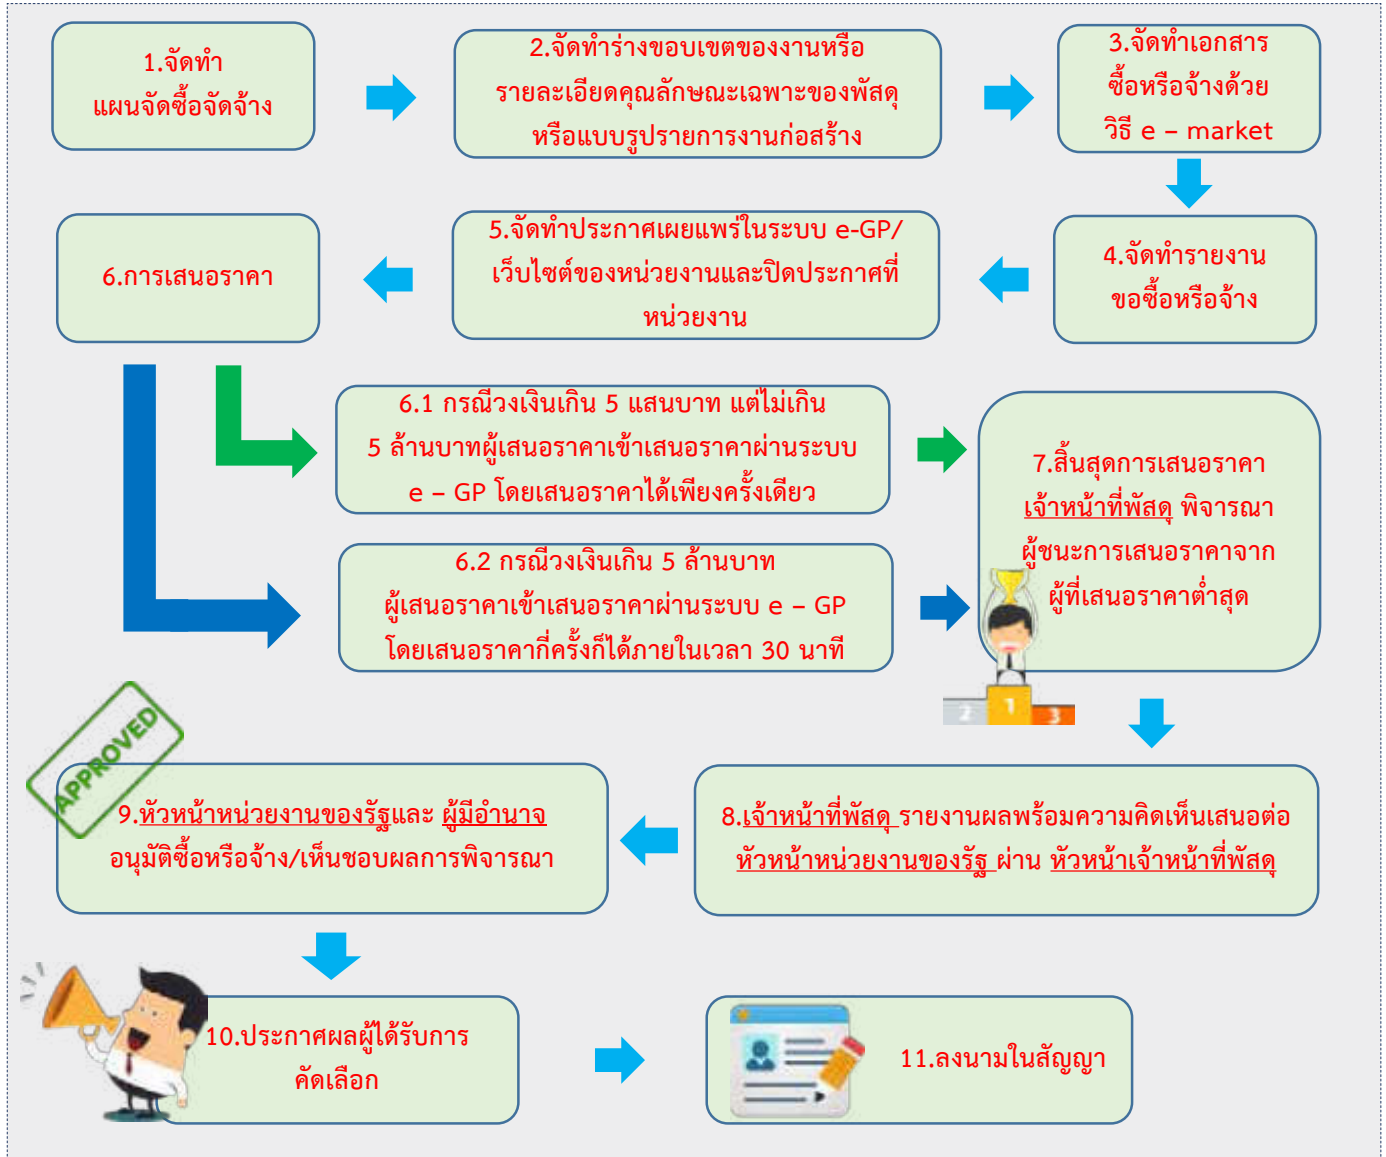 1.จัดทำ
แผนจัดซื้อจัดจ้าง
2.จัดทำร่างขอบเขตของงานหรือ
รายละเอียดคุณลักษณะเฉพาะของพัสดุ
หรือแบบรูปรายการงานก่อสร้าง
3.จัดทำเอกสาร
ซื้อหรือจ้างด้วย
วิธี e – market
4.จัดทำรายงาน
ขอซื้อหรือจ้าง
5.จัดทำประกาศเผยแพร่ในระบบ e-GP/
เว็บไซต์ของหน่วยงานและปิดประกาศที่
หน่วยงาน
6.การเสนอราคา
6.1 กรณีวงเงินเกิน 5 แสนบาท แต่ไม่เกิน
5 ล้านบาทผู้เสนอราคาเข้าเสนอราคาผ่านระบบ
e – GP โดยเสนอราคาได้เพียงครั้งเดียว
6.2 กรณีวงเงินเกิน 5 ล้านบาท
ผู้เสนอราคาเข้าเสนอราคาผ่านระบบ e – GP
โดยเสนอราคากี่ครั้งก็ได้ภายในเวลา 30 นาที
7.สิ้นสุดการเสนอราคา
เจ้าหน้าที่พัสดุ พิจารณา
ผู้ชนะการเสนอราคาจาก
ผู้ที่เสนอราคาต่ำสุด
2 1 3
8.เจ้าหน้าที่พัสดุ รายงานผลพร้อมความคิดเห็นเสนอต่อ
หัวหน้าหน่วยงานของรัฐ ผ่าน หัวหน้าเจ้าหน้าที่พัสดุ
APPROVED
9.หัวหน้าหน่วยงานของรัฐและ ผู้มีอำนาจ
อนุมัติซื้อหรือจ้าง/เห็นชอบผลการพิจารณา
10.ประกาศผลผู้ได้รับการ
คัดเลือก
11.ลงนามในสัญญา